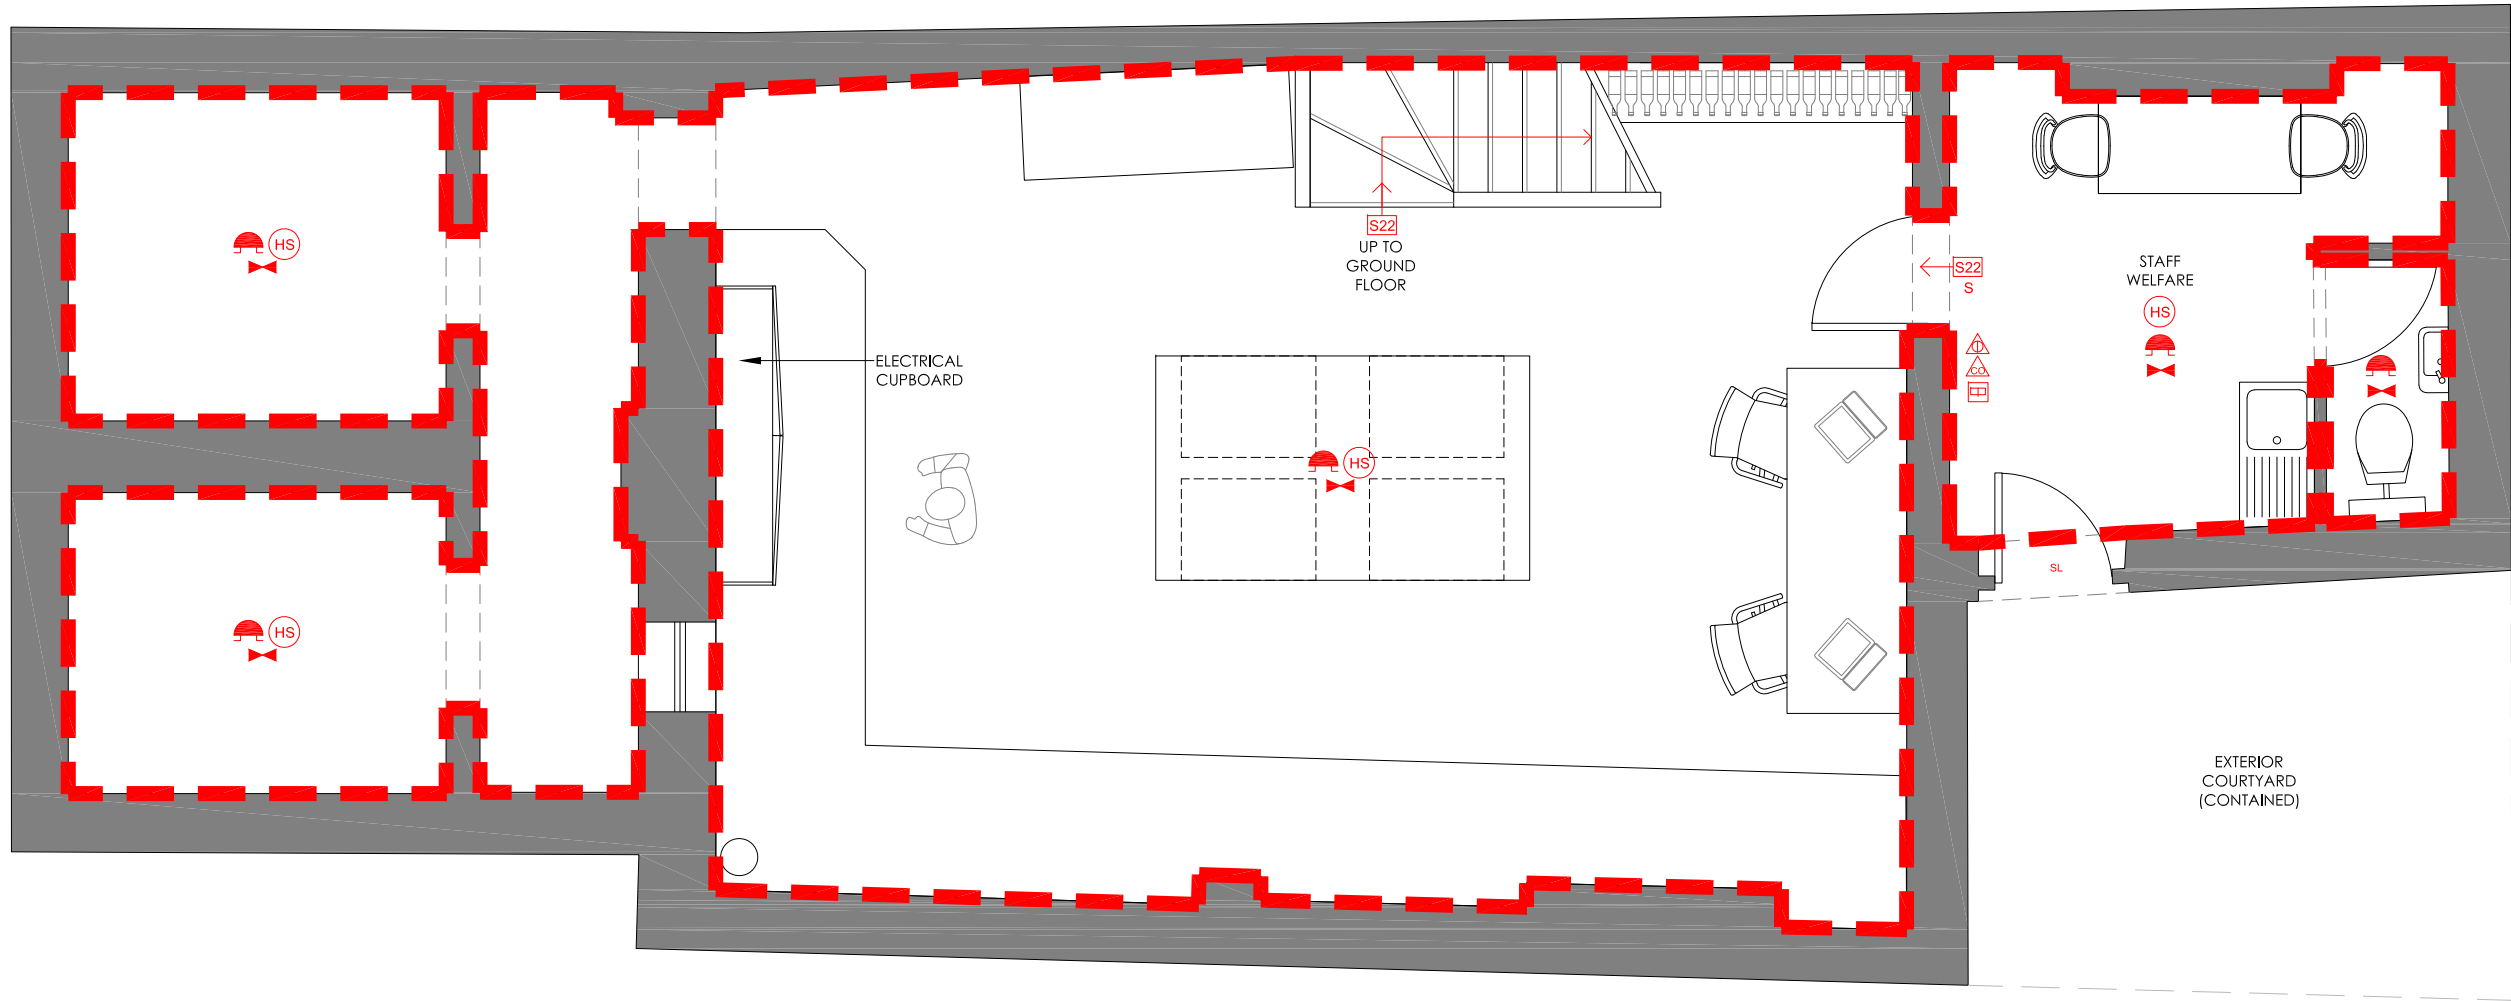 HS
HS
ELECTRICAL
CUPBOARD
S22
UP TO
GROUND
FLOOR
HS
S22
S
CO
STAFF
WELFARE
HS
SL
EXTERIOR
COURTYARD
(CONTAINED)